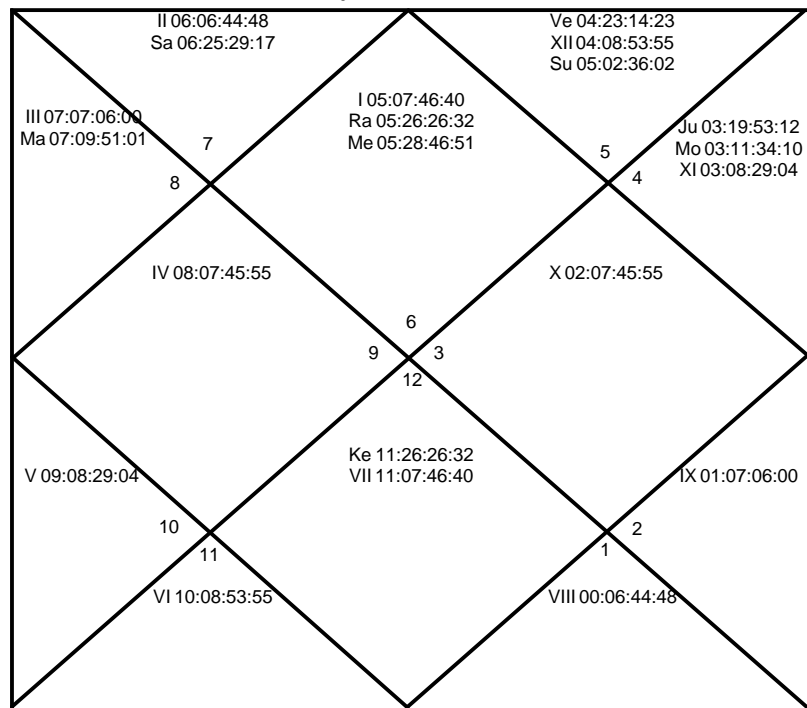 II 06:06:44:48
Sa 06:25:29:17
Ve 04:23:14:23
XII 04:08:53:55
Su 05:02:36:02
I 05:07:46:40
Ra 05:26:26:32
Me 05:28:46:51
III 07:07:06:00
Ma 07:09:51:01
Ju 03:19:53:12
Mo 03:11:34:10
XI 03:08:29:04
7
5
8
4
IV 08:07:45:55
X 02:07:45:55
6
9
3
12
Ke 11:26:26:32
VII 11:07:46:40
V 09:08:29:04
IX 01:07:06:00
10
2
11
1
VI 10:08:53:55
VIII 00:06:44:48